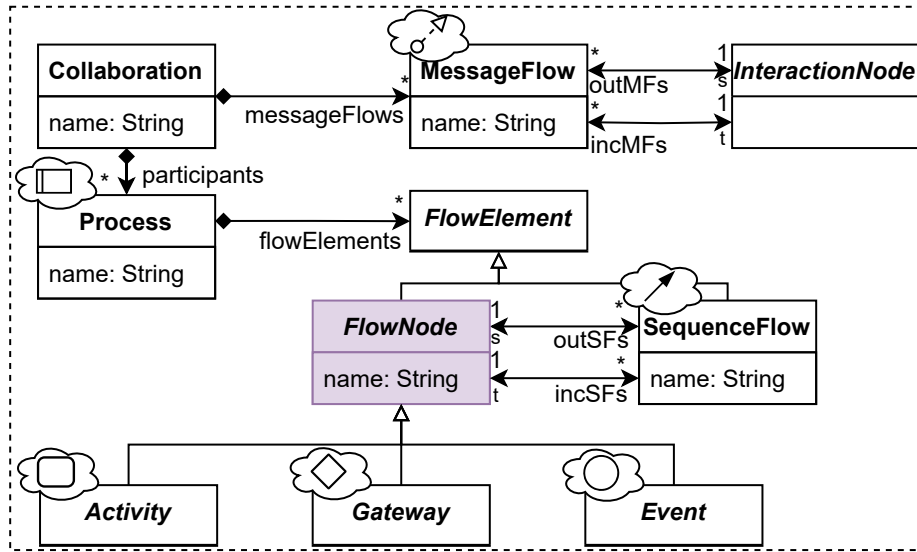 Collaboration
name: String
*
messageFlows
MessageFlow
name: String
*
outMFs
1
s
*
incMFs
1
t
InteractionNode
*
participants
Process
name: String
*
flowElements
FlowElement
FlowNode
name: String
1
s
*
outSFs
1
t
*
incSFs
SequenceFlow
name: String
Activity
Gateway
Event